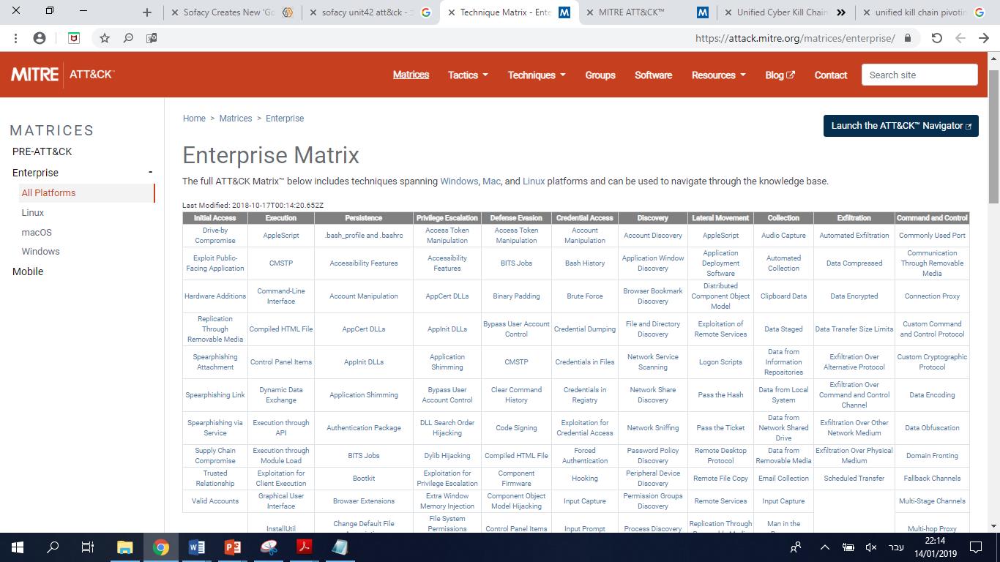 Sofacy Creates New 'Go
sofacy unit42 att&ck - 
Technique Matrix - Ente
MITRE ATT&CK™
Unified Cyber Kill Chain
unified kill chain pivotin
https://attack.mitre.org/matrices/enterprise/
MITRE ATT&CK™
Matrices Tactics Techniques Groups Software Resources Blog Contact Search site
MATRICES
PRE-ATT&CK
Enterprise -
All Platforms
Linux
macOS
Windows
Mobile
Home > Matrices > Enterprise
Launch the ATT&CK™ Navigator
Enterprise Matrix
The full ATT&CK Matrix™ below includes techniques spanning Windows, Mac, and Linux platforms and can be used to navigate through the knowledge base.
Last Modified: 2018-10-17T00:14:20.652Z
Initial Access Execution Persistence Privilege Escalation Defense Evasion Credential Access Discovery Lateral Movement Collection Exfiltration Command and Control
Drive-by Compromise AppleScript .bash_profile and .bashrc Access Token Manipulation Access Token Manipulation Account Manipulation Account Discovery AppleScript Audio Capture Automated Exfiltration Commonly Used Port
Exploit Public-Facing Application CMSTP Accessibility Features Accessibility Features BITS Jobs Bash History Application Window Discovery Application Deployment Software Automated Collection Data Compressed Communication Through Removable Media
Hardware Additions Command-Line Interface Account Manipulation AppCert DLLs Binary Padding Brute Force Browser Bookmark Discovery Distributed Component Object Model Clipboard Data Data Encrypted Connection Proxy
Replication Through Removable Media Compiled HTML File AppCert DLLs AppInit DLLs Bypass User Account Control Credential Dumping File and Directory Discovery Exploitation of Remote Services Data Staged Data Transfer Size Limits Custom Command and Control Protocol
Spearphishing Attachment Control Panel Items AppInit DLLs Application Shimming CMSTP Credentials in Files Network Service Scanning Logon Scripts Data from Information Repositories Exfiltration Over Alternative Protocol Custom Cryptographic Protocol
Spearphishing Link Dynamic Data Exchange Application Shimming Bypass User Account Control Clear Command History Credentials in Registry Network Share Discovery Pass the Hash Data from Local System Exfiltration Over Command and Control Channel Data Encoding
Spearphishing via Service Execution through API Authentication Package DLL Search Order Hijacking Code Signing Exploitation for Credential Access Network Sniffing Pass the Ticket Data from Network Shared Drive Exfiltration Over Other Network Medium Data Obfuscation
Supply Chain Compromise Execution through Module Load BITS Jobs Dylib Hijacking Compiled HTML File Forced Authentication Password Policy Discovery Remote Desktop Protocol Data from Removable Media Exfiltration Over Physical Medium Domain Fronting
Trusted Relationship Exploitation for Client Execution Bootkit Exploitation for Privilege Escalation Component Firmware Hooking Peripheral Device Discovery Remote File Copy Email Collection Scheduled Transfer Fallback Channels
Valid Accounts Graphical User Interface Browser Extensions Extra Window Memory Injection Component Object Model Hijacking Input Capture Permission Groups Discovery Remote Services Input Capture Multi-Stage Channels
InstallUtil Change Default File File System Permissions Control Panel Items Input Prompt Process Discovery Replication Through Man in the Multi-hop Proxy
עבר
22:14
14/01/2019